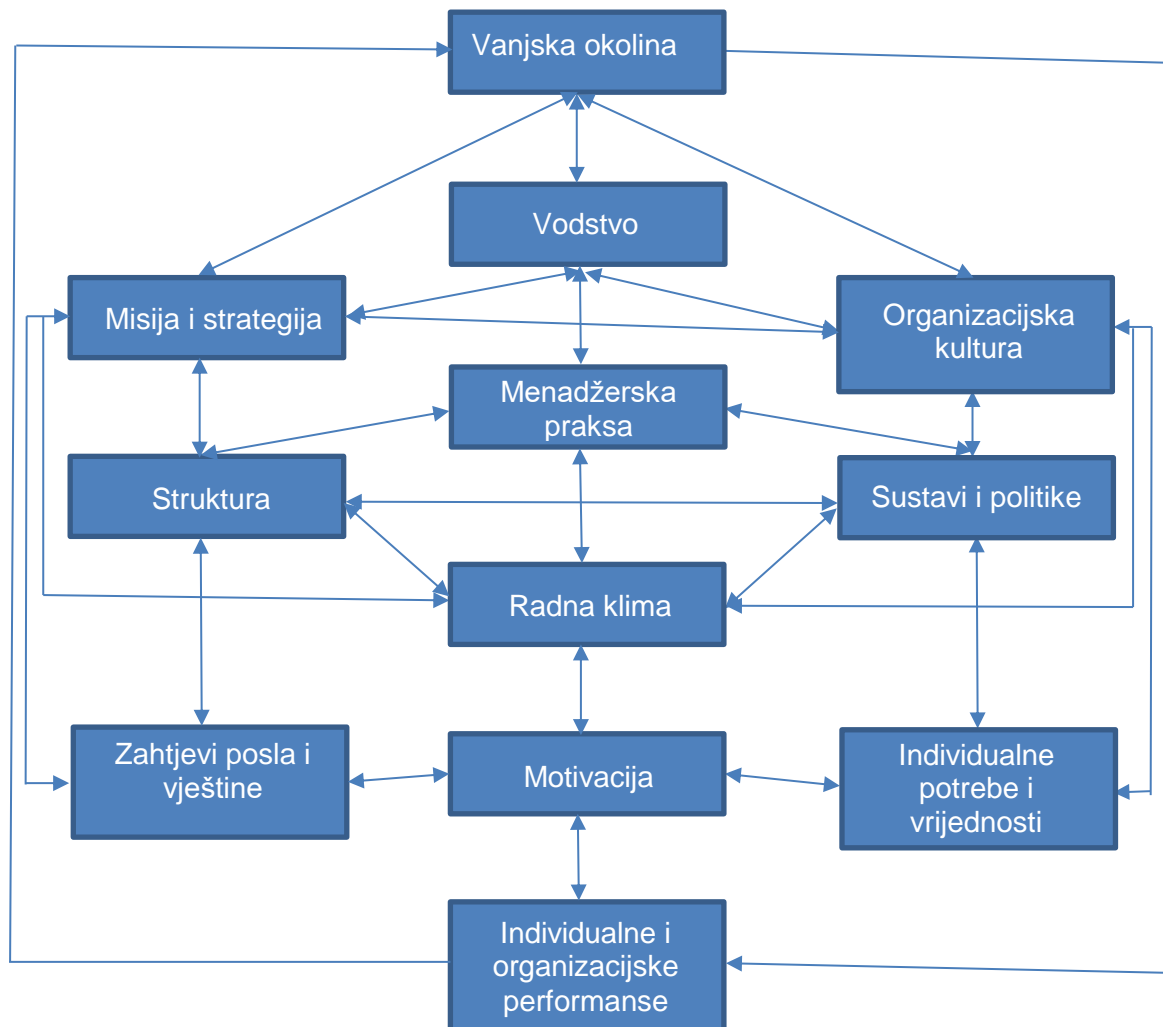 Vanjska okolina
Vodstvo
Misija i strategija
Organizacijska
kultura
Menadžerska
praksa
Struktura
Sustavi i politike
Radna klima
Zahtjevi posla i
vještine
Motivacija
Individualne
potrebe i
vrijednosti
Individualne i
organizacijske
performanse